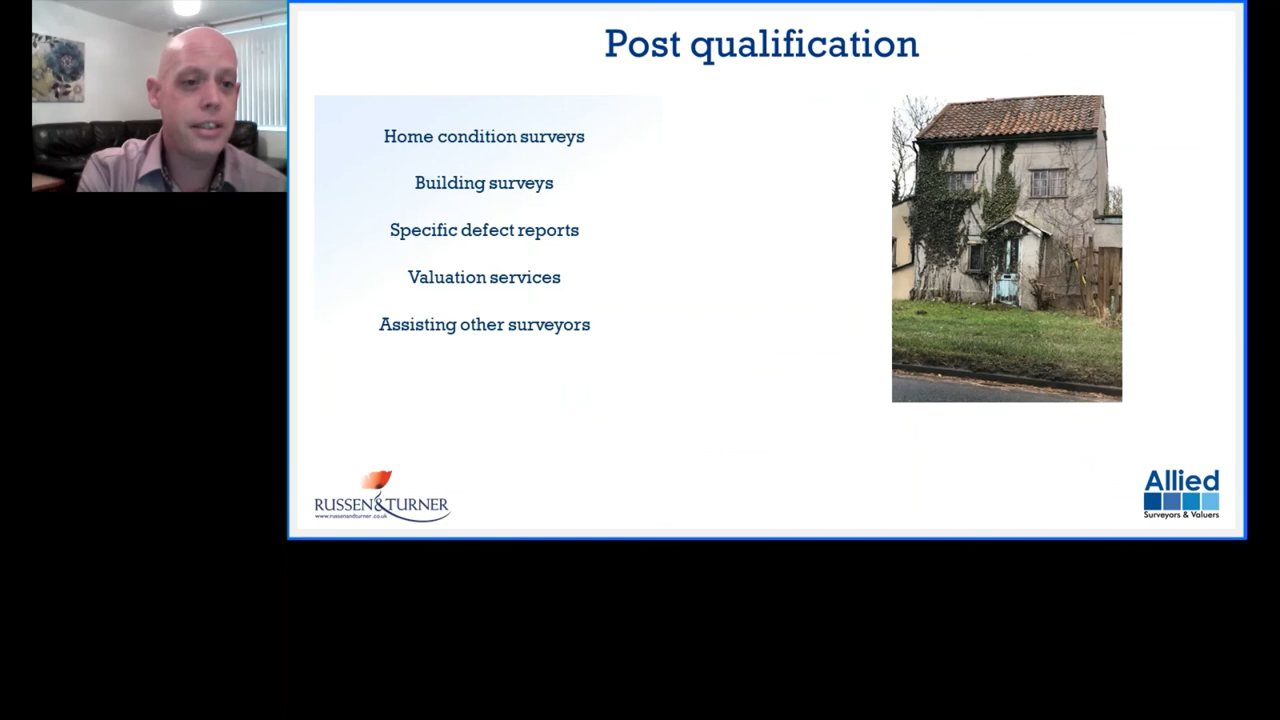 Post qualification
Home condition surveys
Building surveys
Specific defect reports
Valuation services
Assisting other surveyors
RUSSEN&TURNER
www.russenandturner.co.uk
Allied
Surveyors & Valuers